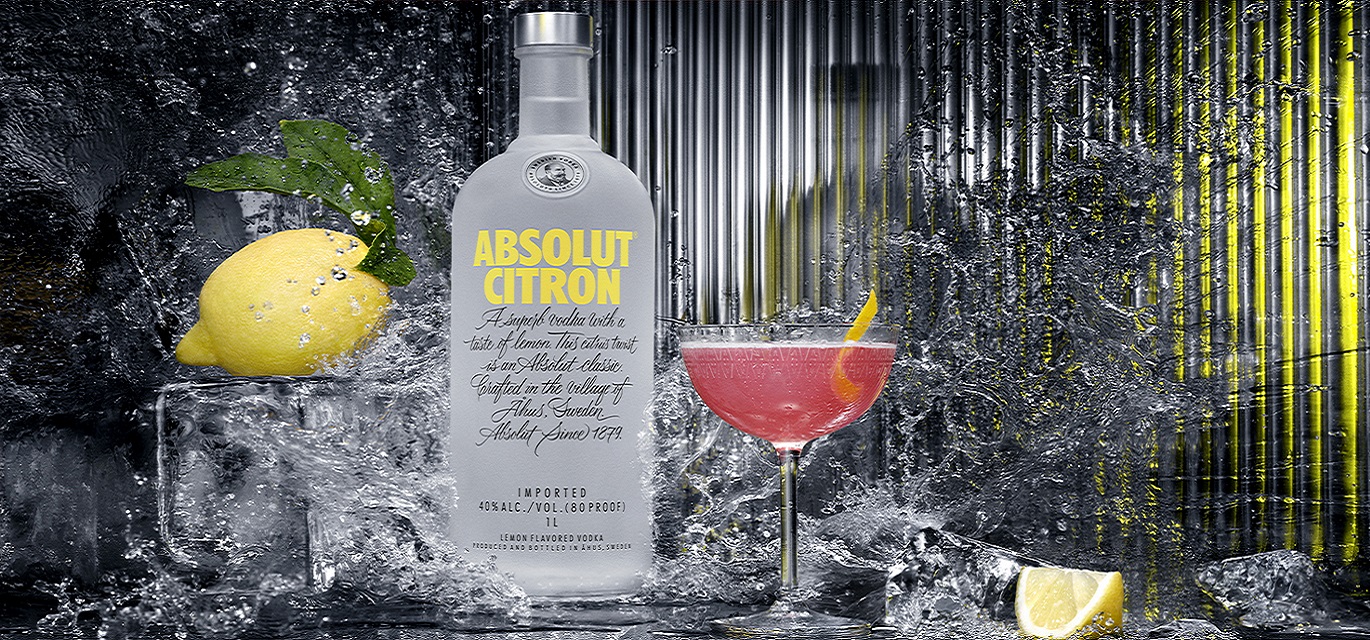 ABSOLUT
CITRON
A superb vodka with a
taste of lemon. This citrus twist
is an Absolut classic.
Crafted in the village of
Åhus, Sweden.
Absolut Since 1879.
IMPORTED
40% ALC./VOL. (80 PROOF)
1L
LEMON FLAVORED VODKA
PRODUCED AND BOTTLED IN ÅHUS, SWEDEN